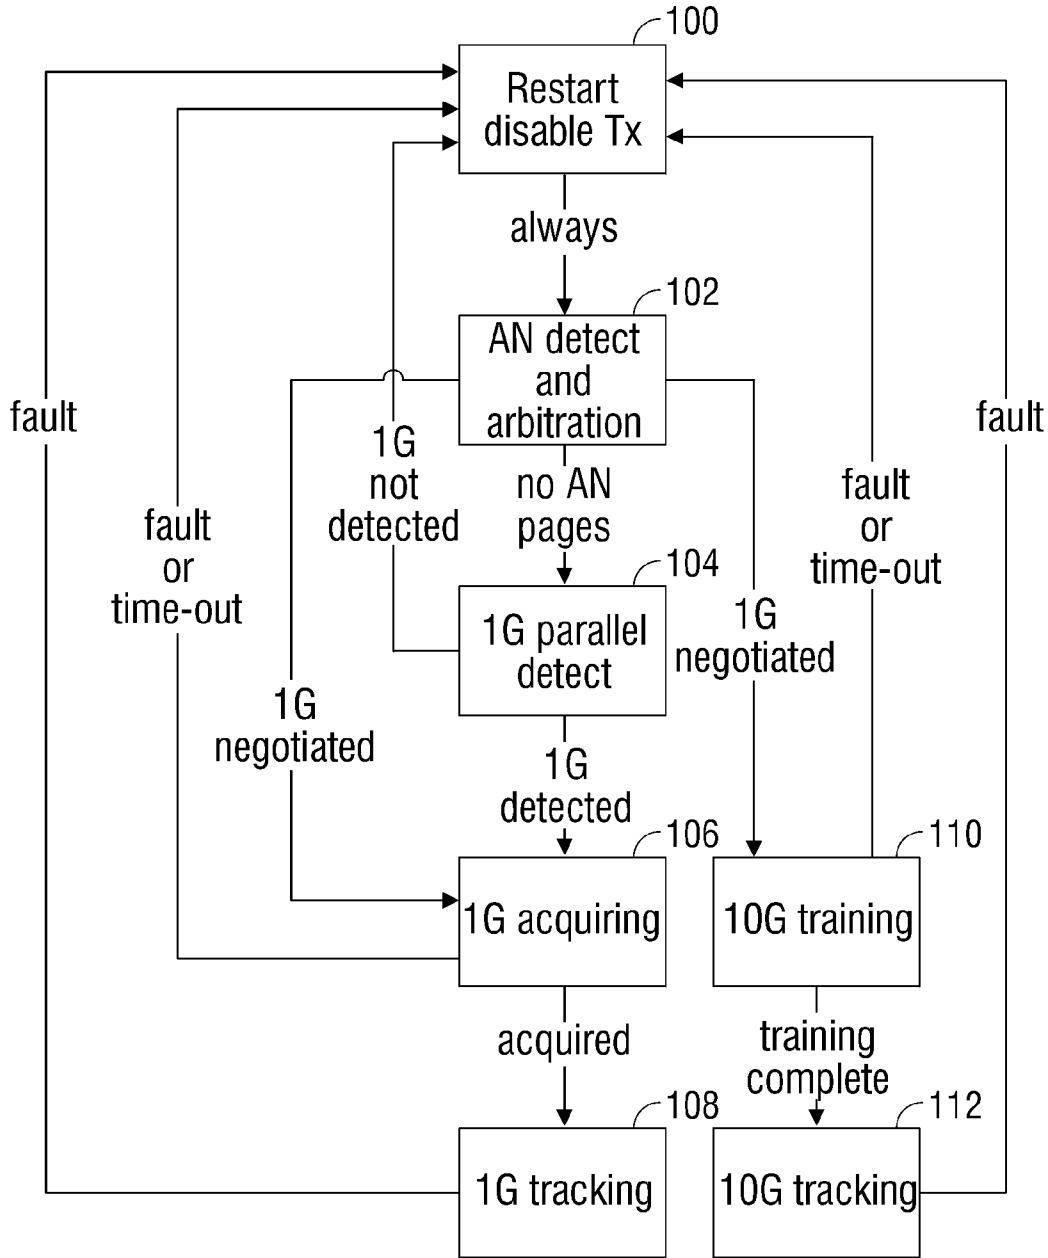 100
Restart
disable Tx
always
102
AN detect
and
arbitration
fault
fault
1G
not
detected
no AN
pages
fault
or
time-out
fault
or
time-out
104
1G parallel
detect
1G
negotiated
1G
negotiated
1G
detected
106
110
1G acquiring
10G training
acquired
training
complete
108
112
1G tracking
10G tracking